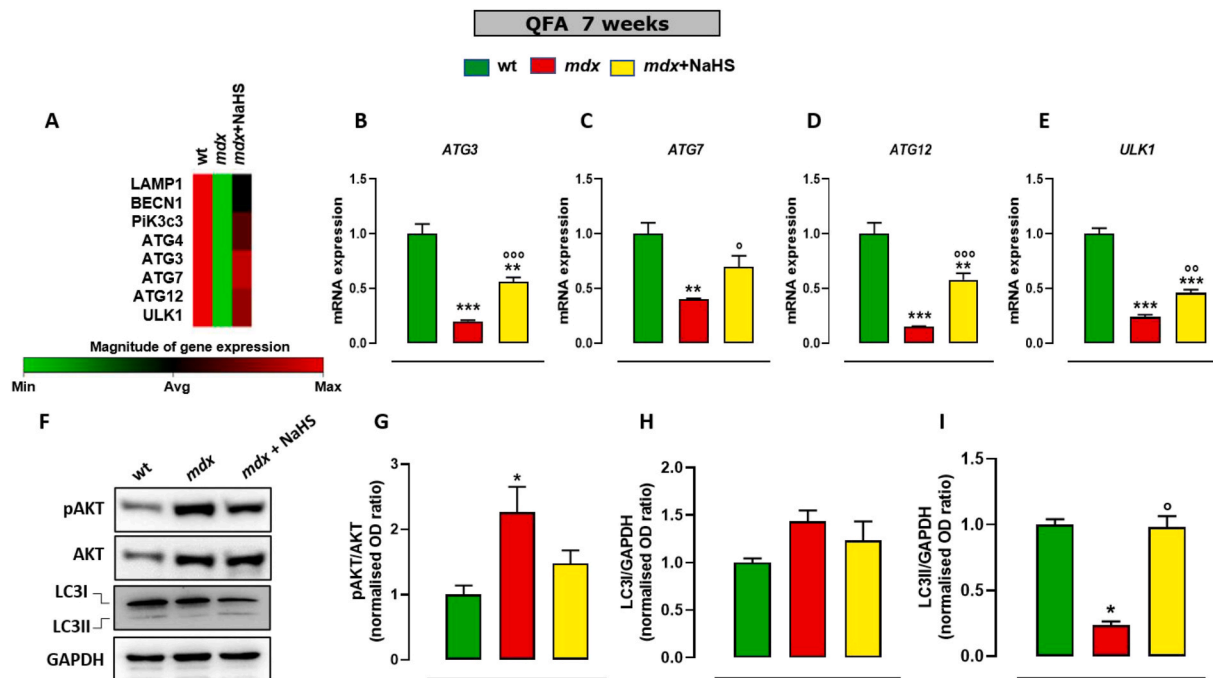 QFA 7 weeks
wt mdx mdx+NaHS
A
wt
mdx
mdx+NaHS
LAMP1
BECN1
PiK3c3
ATG4
ATG3
ATG7
ATG12
ULK1
Magnitude of gene expression
Min Avg Max
B
ATG3
mRNA expression
1.5
1.0
0.5
0.0
***
°°°
**
C
ATG7
mRNA expression
1.5
1.0
0.5
0.0
**
°
D
ATG12
mRNA expression
1.5
1.0
0.5
0.0
***
°°°
**
E
ULK1
mRNA expression
1.5
1.0
0.5
0.0
***
°°
***
F
wt
mdx
mdx + NaHS
pAKT
AKT
LC3I
LC3II
GAPDH
G
pAKT/AKT
(normalised OD ratio)
3
2
1
0
*
H
LC3I/GAPDH
(normalised OD ratio)
2.0
1.5
1.0
0.5
0.0
I
LC3II/GAPDH
(normalised OD ratio)
1.5
1.0
0.5
0.0
*
°